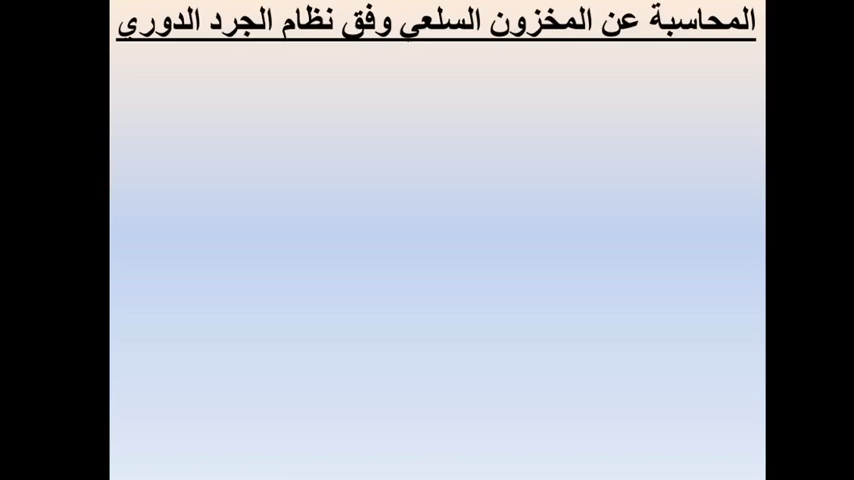 المحاسبة عن المخزون السلعي وفق نظام الجرد الدوري